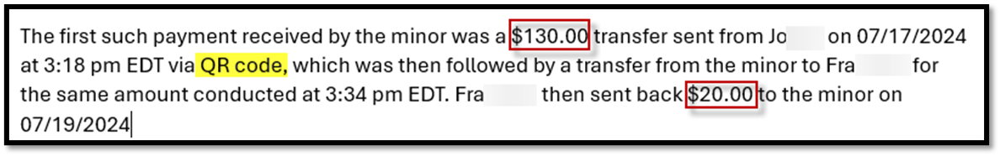 The first such payment received by the minor was a $130.00 transfer sent from Jo on 07/17/2024
at 3:18 pm EDT via QR code, which was then followed by a transfer from the minor to Fra for
the same amount conducted at 3:34 pm EDT. Fra then sent back $20.00 to the minor on
07/19/2024